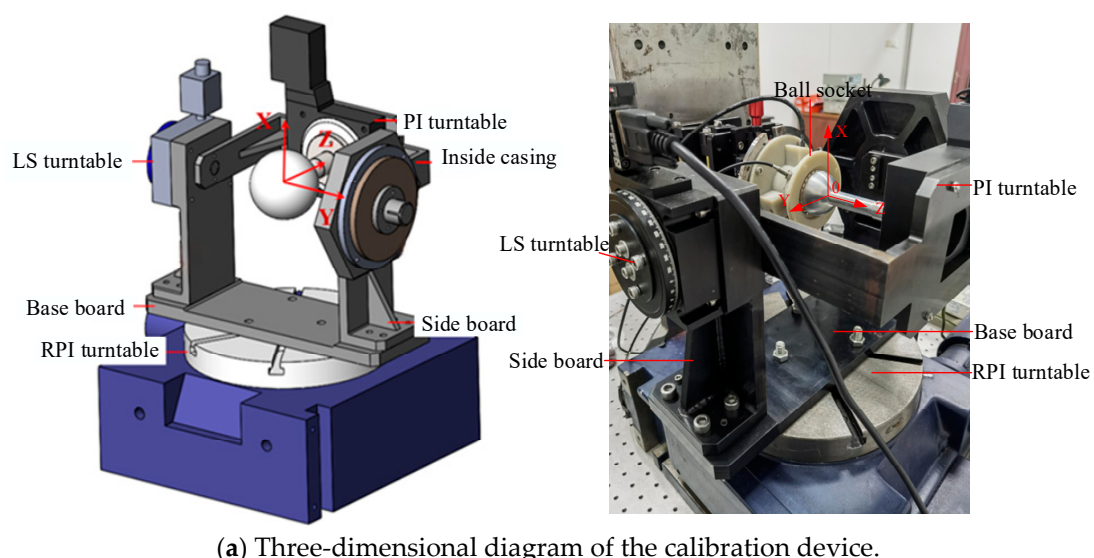 X
PI turntable
LS turntable
Z
Inside casing
Y
Base board
Side board
RPI turntable
Ball socket
X
PI turntable
Y
0
Z
LS turntable
Base board
Side board
RPI turntable
(a) Three-dimensional diagram of the calibration device.